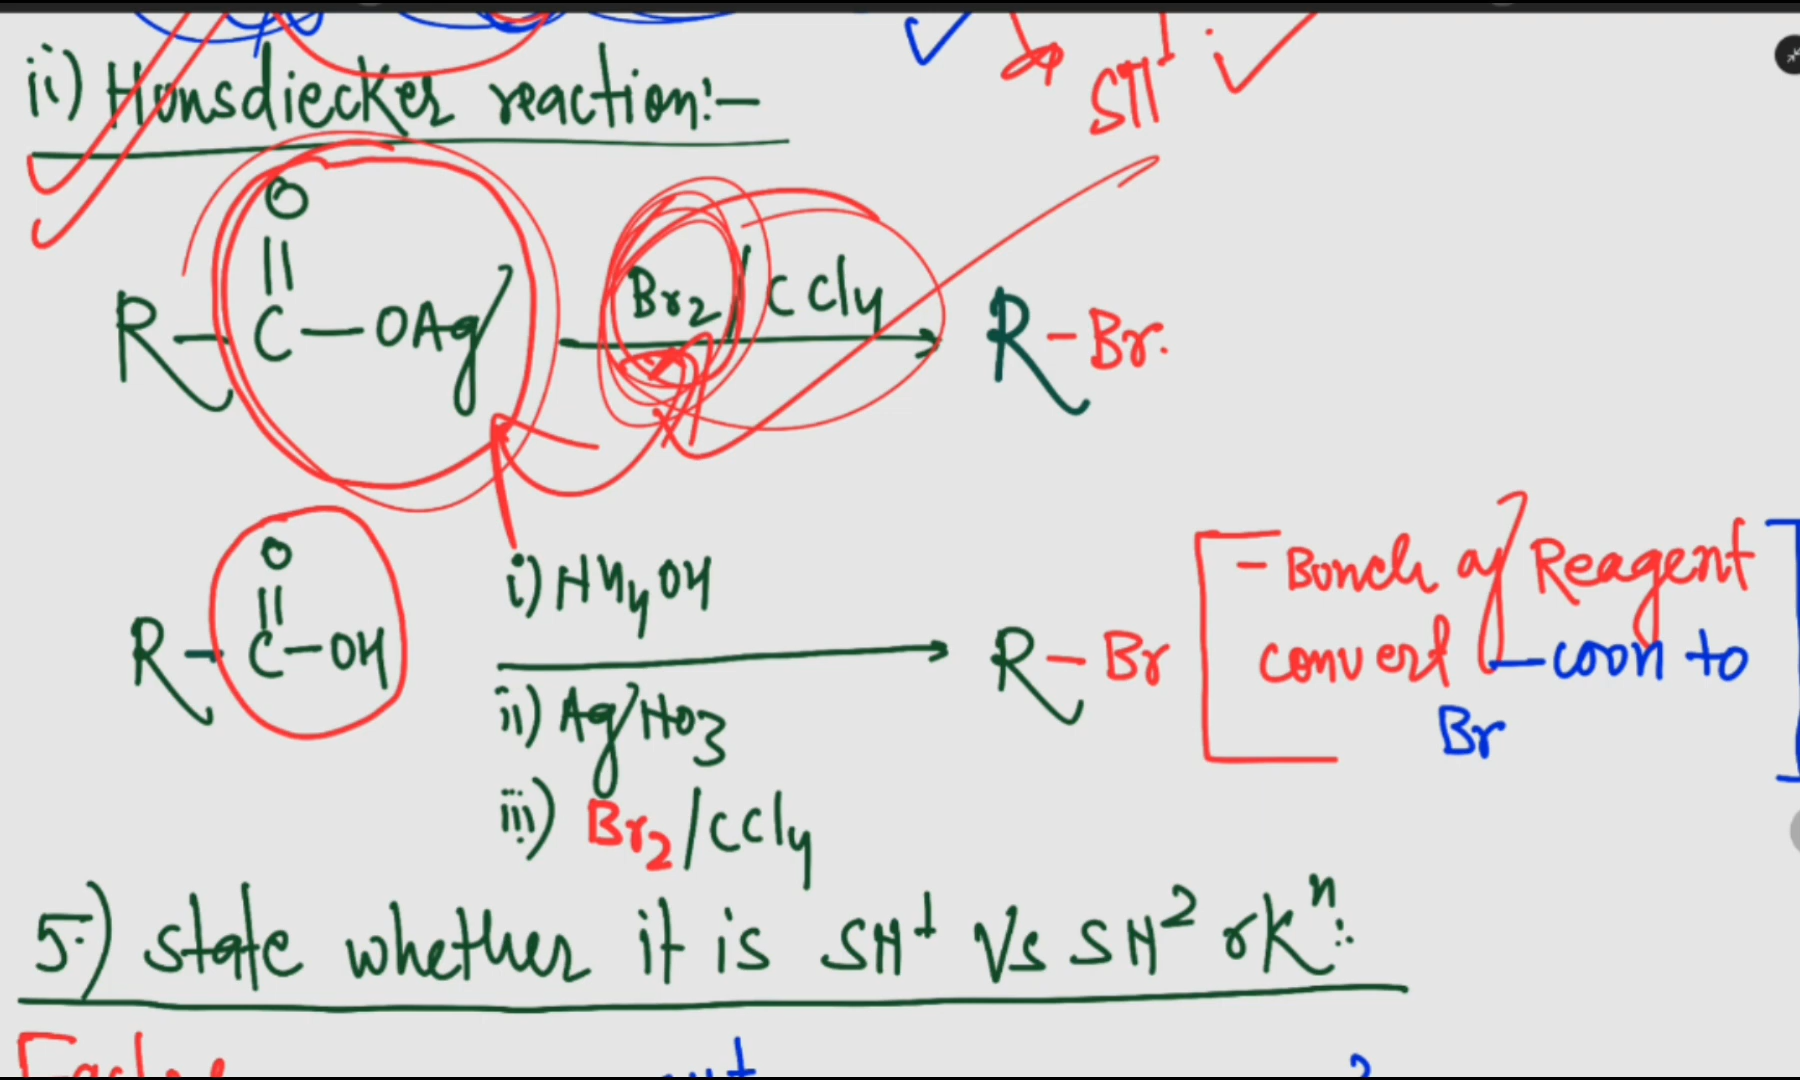 ii) Hunsdiecker reaction:-
SN1
O
||
R-C-OAg Br2/CCl4 R-Br.
O
||
R-C-OH
i) NH4OH
R-Br
ii) AgNO3
iii) Br2/CCl4
- Bunch of Reagent
convert -COOH to
Br
5.) State whether it is SN1 Vs SN2 rKn: